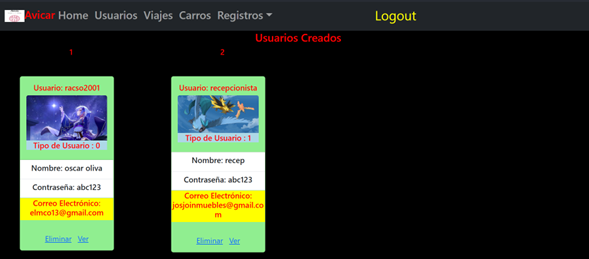 Avicar Home Usuarios Viajes Carros Registros Logout
Usuarios Creados
1
2
Usuario: racso2001
Tipo de Usuario : 0
Nombre: oscar oliva
Contraseña: abc123
Correo Electrónico:
elmco13@gmail.com
Eliminar Ver
Usuario: recepcionista
Tipo de Usuario : 1
Nombre: recep
Contraseña: abc123
Correo Electrónico:
josjoinmuebles@gmail.co
m
Eliminar Ver